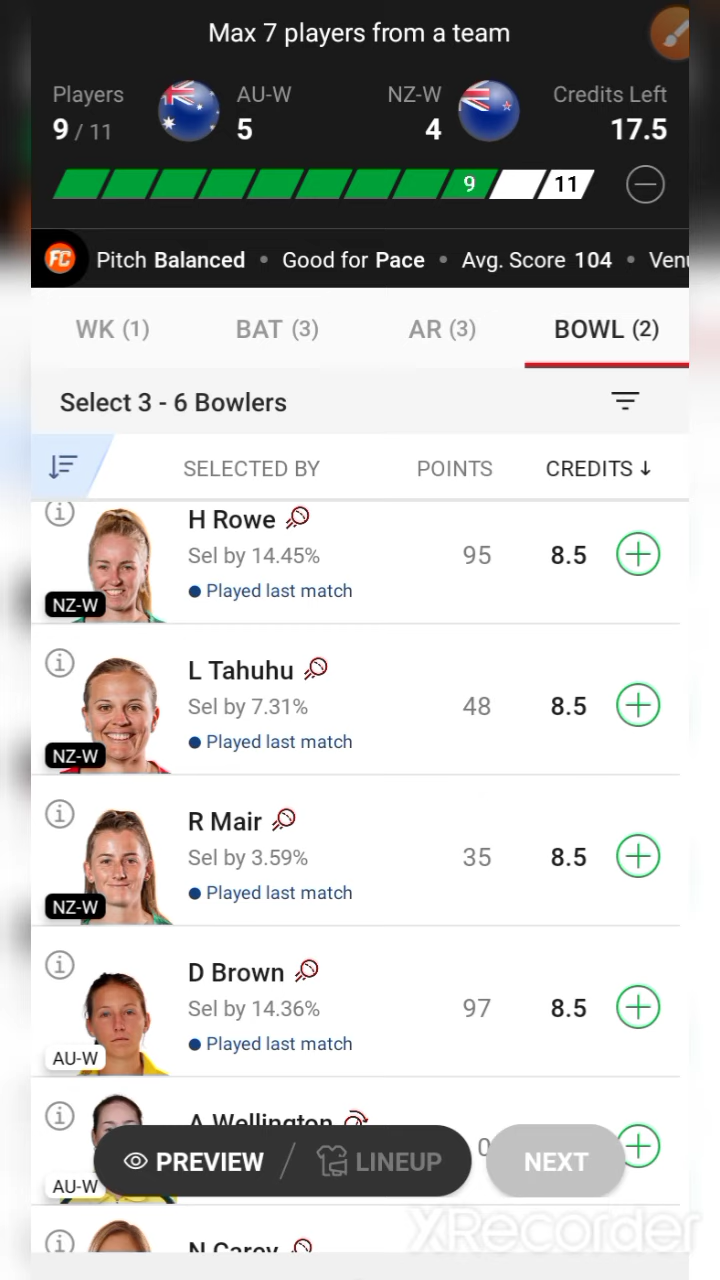 Max 7 players from a team
Players AU-W NZ-W Credits Left
9 / 11 5 4 17.5
9 11
FC Pitch Balanced • Good for Pace • Avg. Score 104 •
WK (1) BAT (3) AR (3) BOWL (2)
Select 3 - 6 Bowlers
SELECTED BY POINTS CREDITS ↓
H Rowe
Sel by 14.45% 95 8.5
Played last match
NZ-W
L Tahuhu
Sel by 7.31% 48 8.5
Played last match
NZ-W
R Mair
Sel by 3.59% 35 8.5
Played last match
NZ-W
D Brown
Sel by 14.36% 97 8.5
Played last match
AU-W
A Wellington
PREVIEW / LINEUP 0 NEXT
AU-W
N Carey
XRecorder